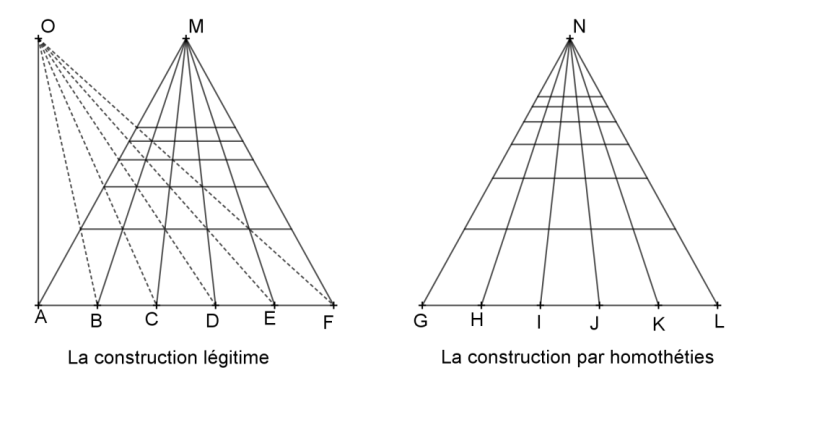 O M N
A B C D E F G H I J K L
La construction légitime La construction par homothéties